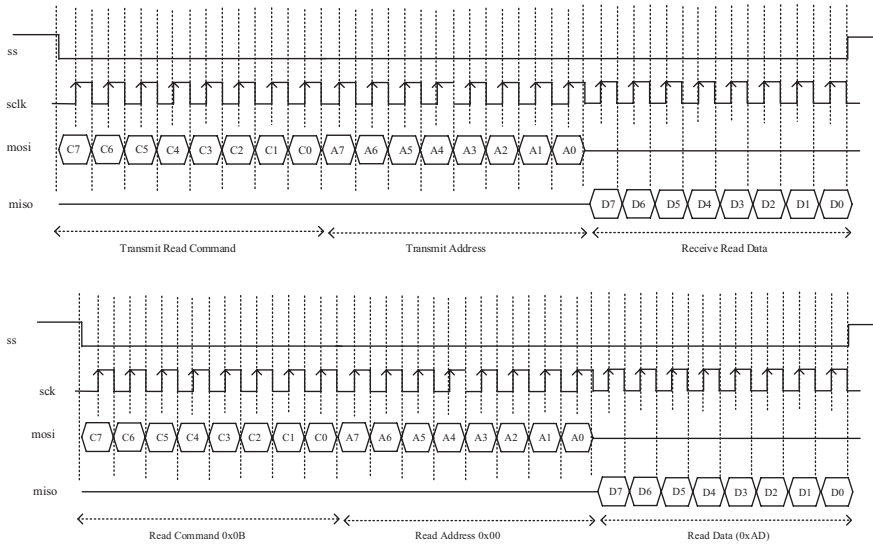 ss
sclk
mosi C7 C6 C5 C4 C3 C2 C1 C0 A7 A6 A5 A4 A3 A2 A1 A0
miso D7 D6 D5 D4 D3 D2 D1 D0
Transmit Read Command Transmit Address Receive Read Data
ss
sck
mosi C7 C6 C5 C4 C3 C2 C1 C0 A7 A6 A5 A4 A3 A2 A1 A0
miso D7 D6 D5 D4 D3 D2 D1 D0
Read Command 0x0B Read Address 0x00 Read Data (0xAD)